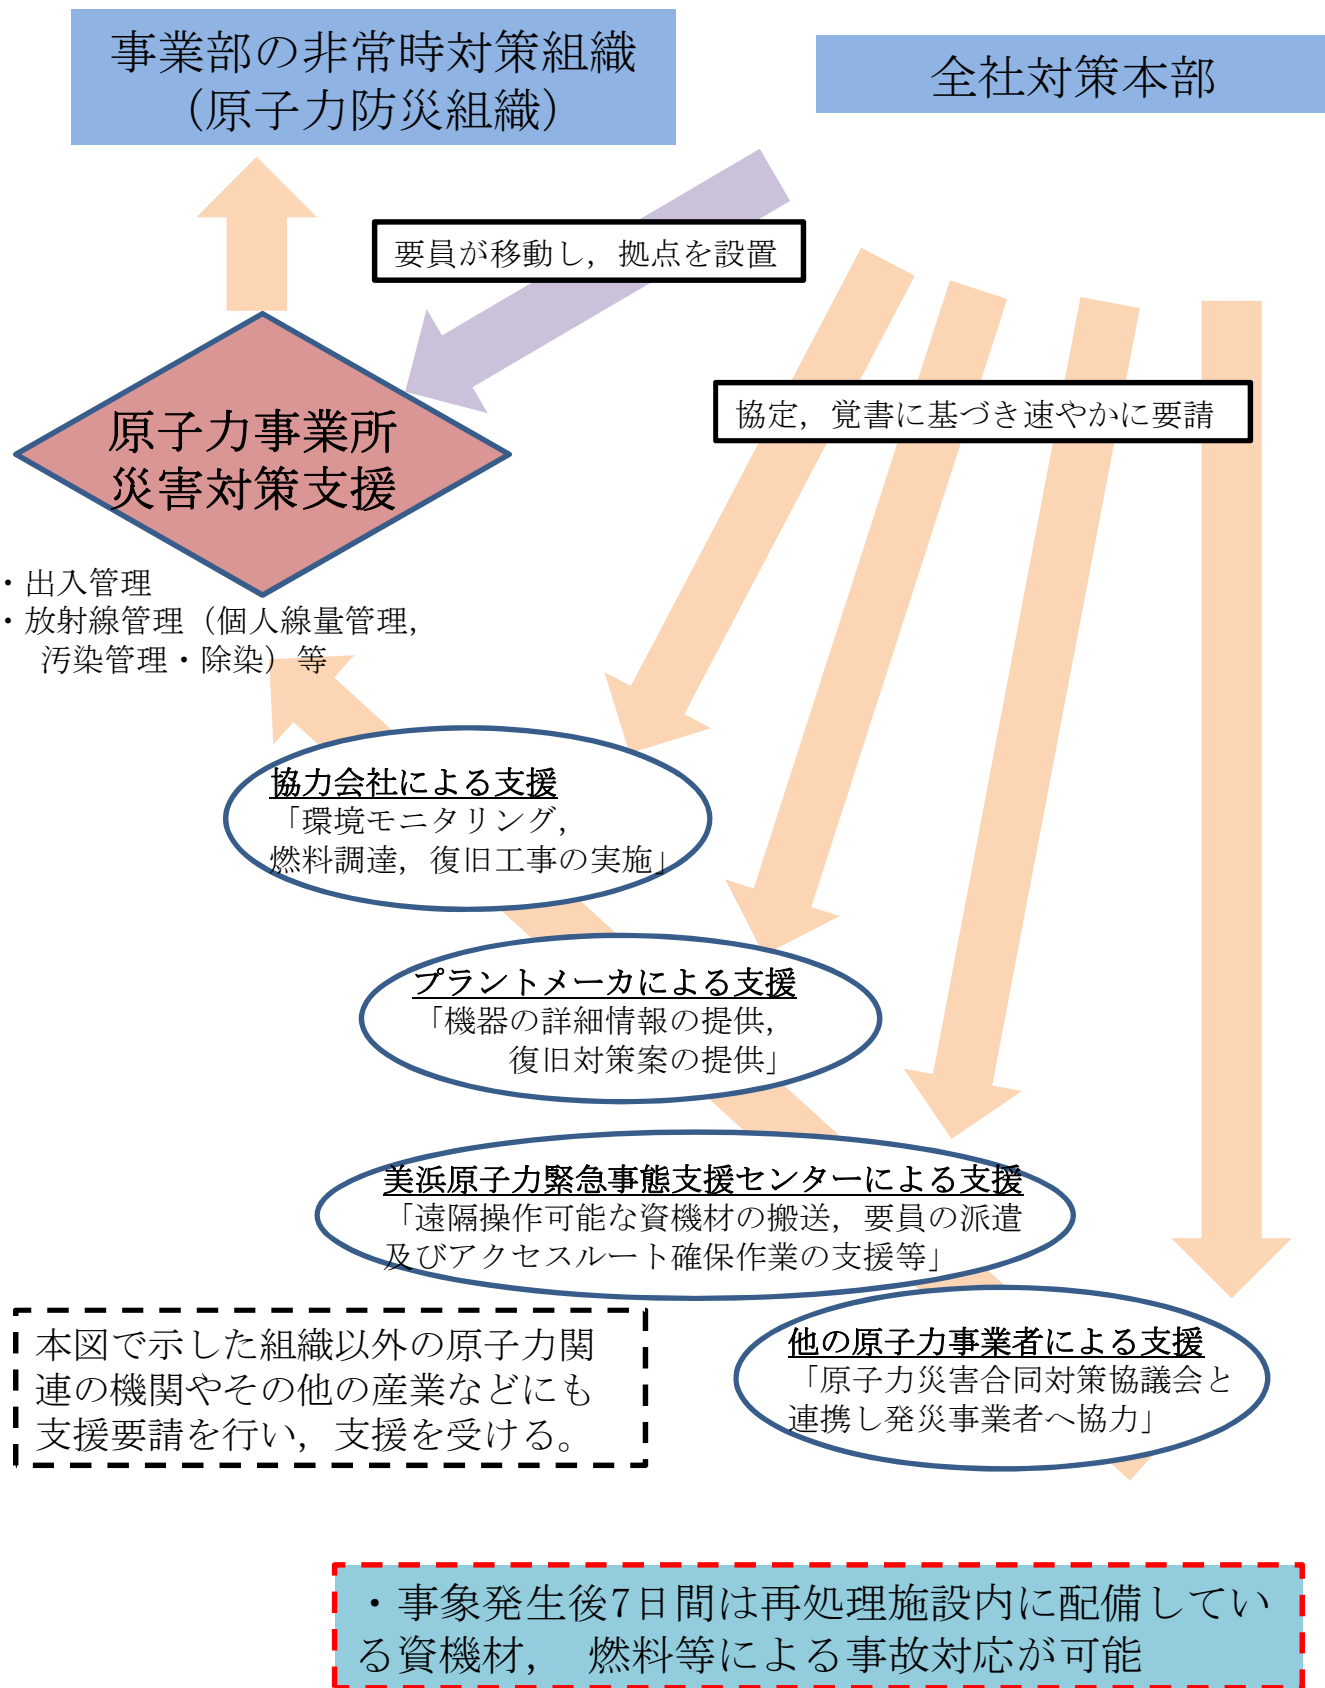 事業部の非常時対策組織
（原子力防災組織）
全社対策本部
要員が移動し，拠点を設置
協定，覚書に基づき速やかに要請
原子力事業所
災害対策支援
・出入管理
・放射線管理（個人線量管理，
汚染管理・除染）等
協力会社による支援
「環境モニタリング，
燃料調達，復旧工事の実施」
プラントメーカによる支援
「機器の詳細情報の提供，
復旧対策案の提供」
美浜原子力緊急事態支援センターによる支援
「遠隔操作可能な資機材の搬送，要員の派遣
及びアクセスルート確保作業の支援等」
他の原子力事業者による支援
「原子力災害合同対策協議会と
連携し発災事業者へ協力」
本図で示した組織以外の原子力関
連の機関やその他の産業などにも
支援要請を行い，支援を受ける。
・事象発生後7日間は再処理施設内に配備してい
る資機材，　燃料等による事故対応が可能